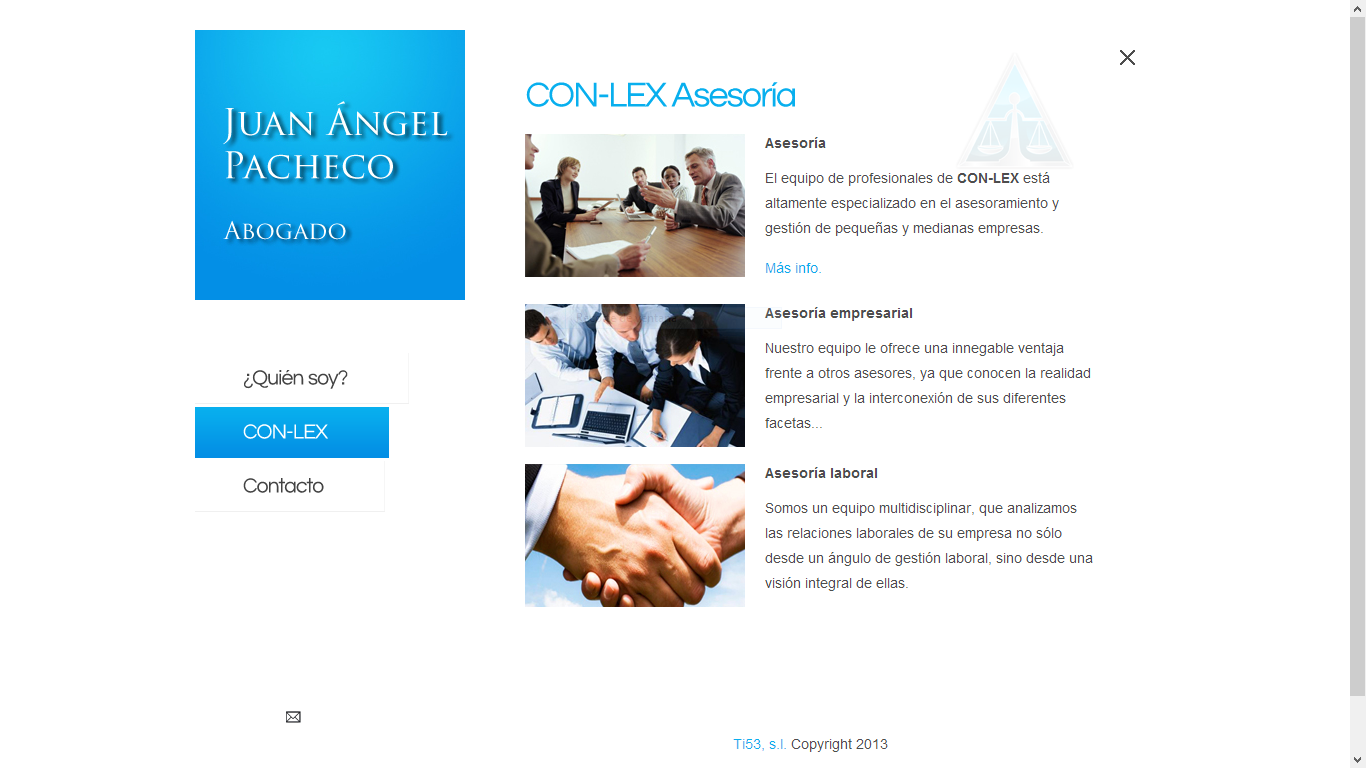 JUAN ÁNGEL
PACHECO
ABOGADO
¿Quién soy?
CON-LEX
Contacto
CON-LEX Asesoría
Asesoría
El equipo de profesionales de CON-LEX está
altamente especializado en el asesoramiento y
gestión de pequeñas y medianas empresas.
Más info.
Asesoría empresarial
Nuestro equipo le ofrece una innegable ventaja
frente a otros asesores, ya que conocen la realidad
empresarial y la interconexión de sus diferentes
facetas...
Asesoría laboral
Somos un equipo multidisciplinar, que analizamos
las relaciones laborales de su empresa no sólo
desde un ángulo de gestión laboral, sino desde una
visión integral de ellas.
Ti53, s.l. Copyright 2013